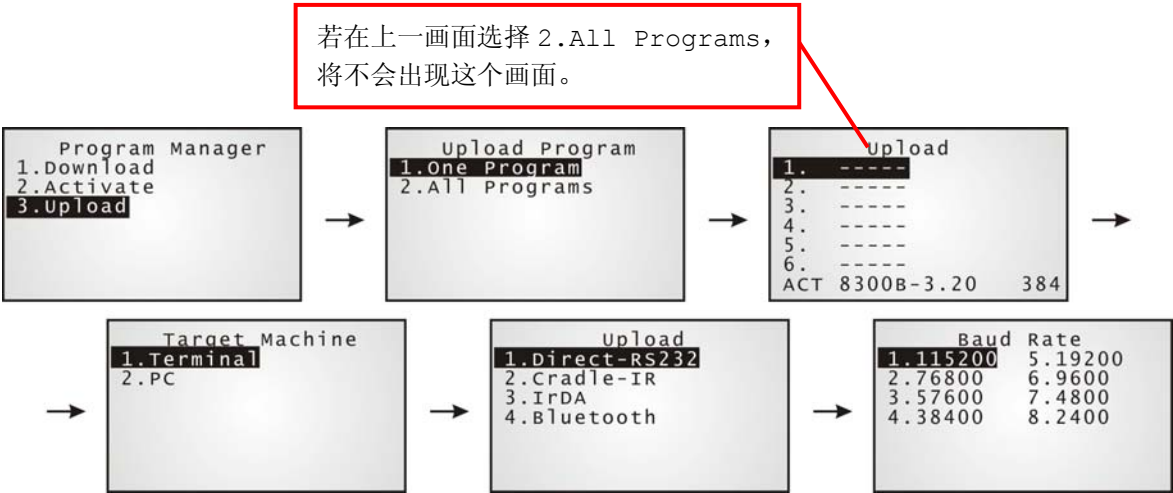 若在上一画面选择 2.All Programs，
将不会出现这个画面。
Program Manager
1.Download
2.Activate
3.Upload
Upload Program
1.One Program
2.All Programs
Upload
1. -----
2. -----
3. -----
4. -----
5. -----
6. -----
ACT 8300B-3.20 384
Target Machine
1.Terminal
2.PC
Upload
1.Direct-RS232
2.Cradle-IR
3.IrDA
4.Bluetooth
Baud Rate
1.115200 5.19200
2.76800 6.9600
3.57600 7.4800
4.38400 8.2400